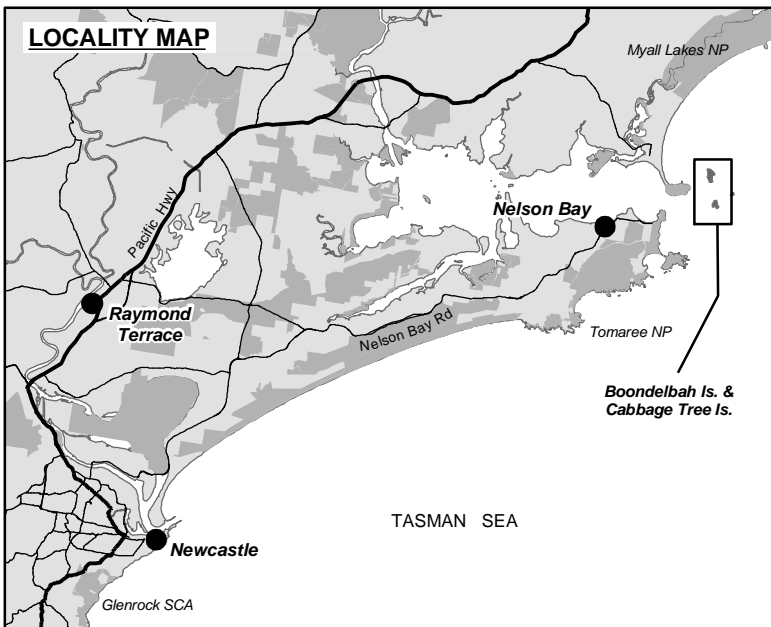 LOCALITY MAP
Myall Lakes NP
Pacific Hwy
Nelson Bay
Raymond
Terrace
Nelson Bay Rd
Tomaree NP
Boondelbah Is. &
Cabbage Tree Is.
TASMAN SEA
Newcastle
Glenrock SCA